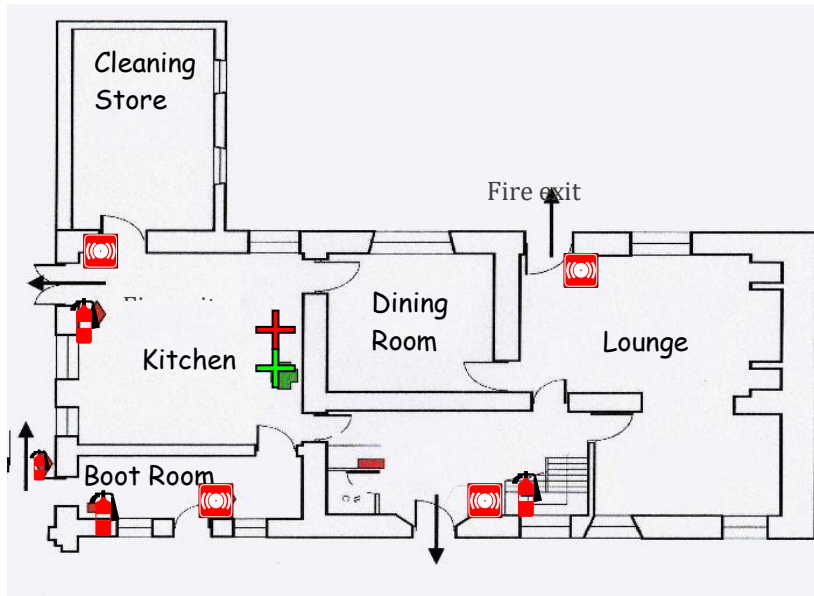 Cleaning
Store
Fire exit
Dining
Room
Kitchen
Lounge
Boot Room